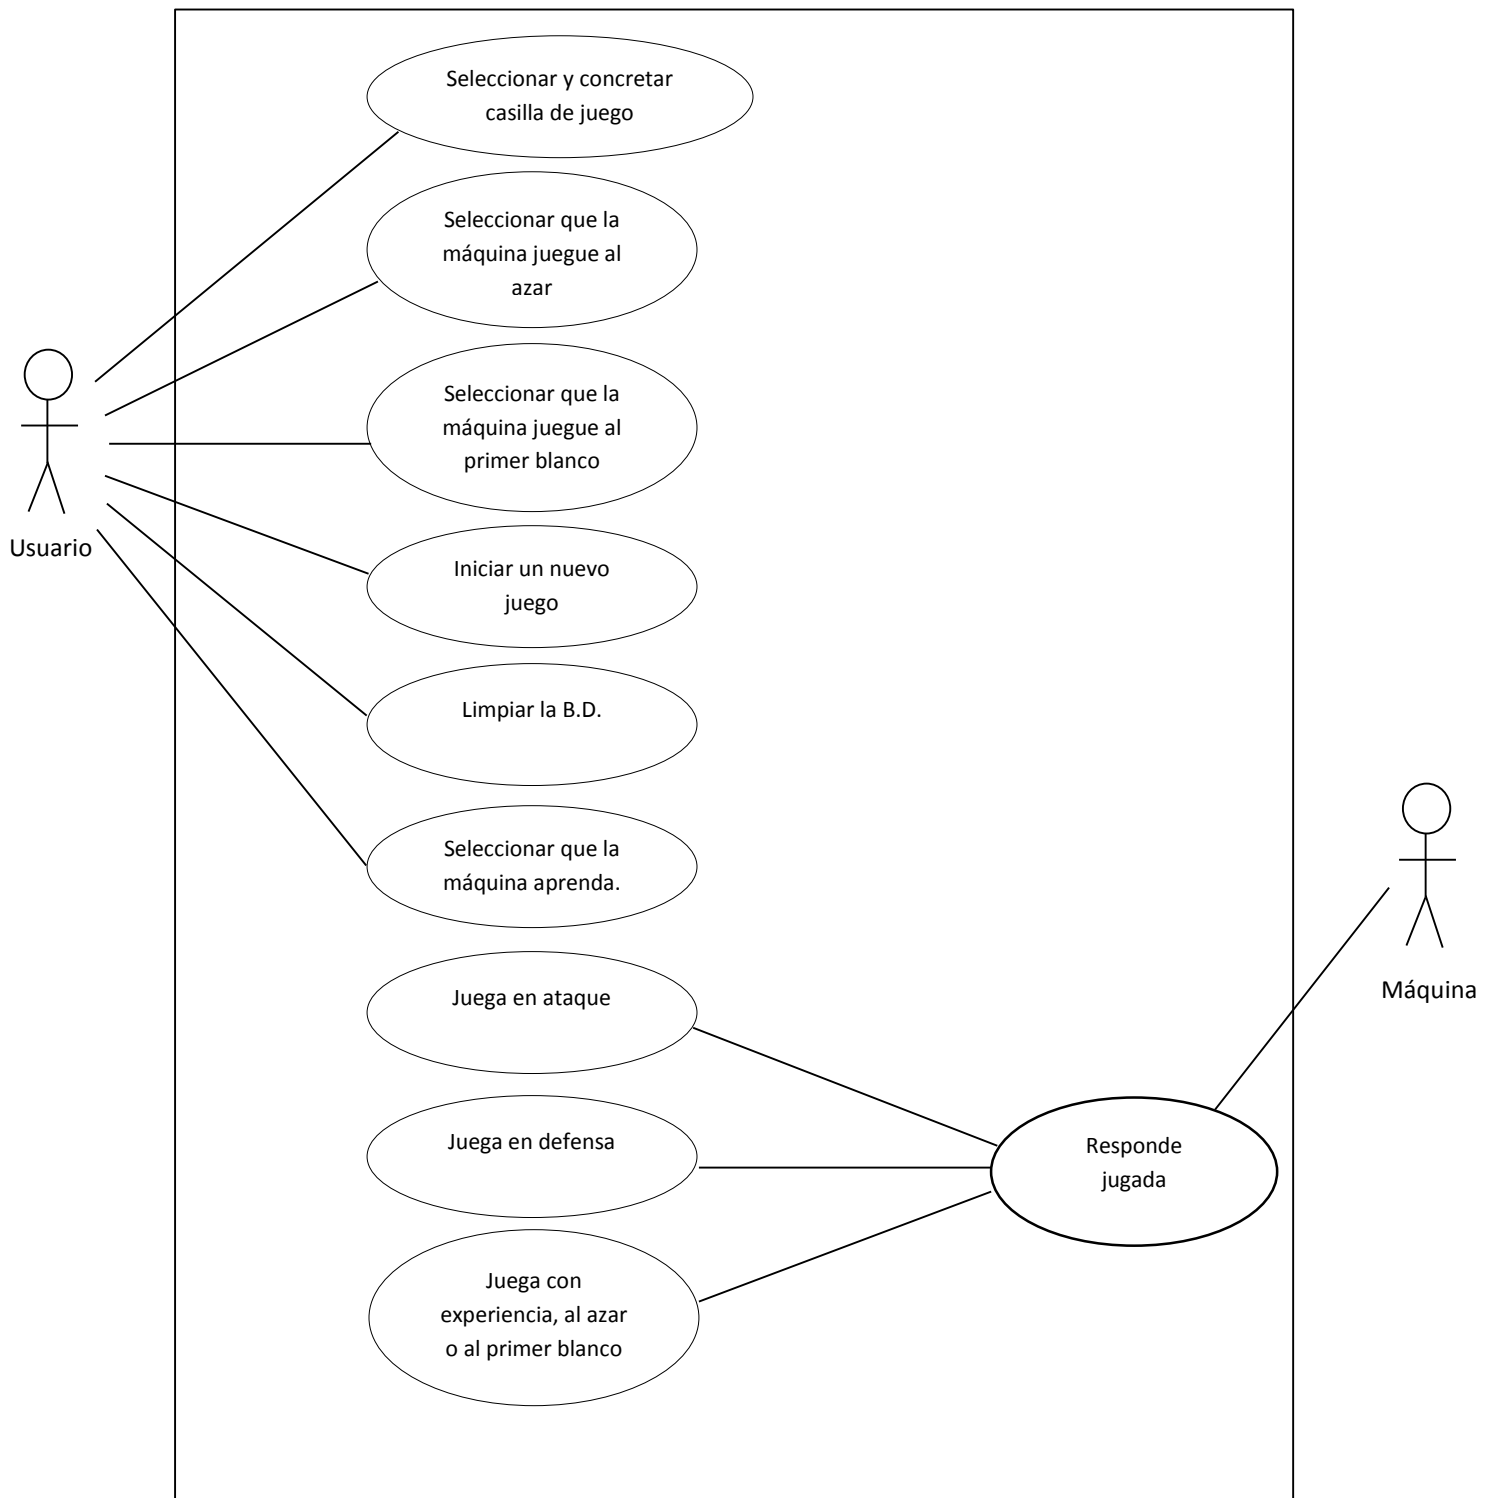 Seleccionar y concretar
casilla de juego
Seleccionar que la
máquina juegue al
azar
Seleccionar que la
máquina juegue al
primer blanco
Usuario
Iniciar un nuevo
juego
Limpiar la B.D.
Seleccionar que la
máquina aprenda.
Juega en ataque
Máquina
Juega en defensa
Responde
jugada
Juega con
experiencia, al azar
o al primer blanco